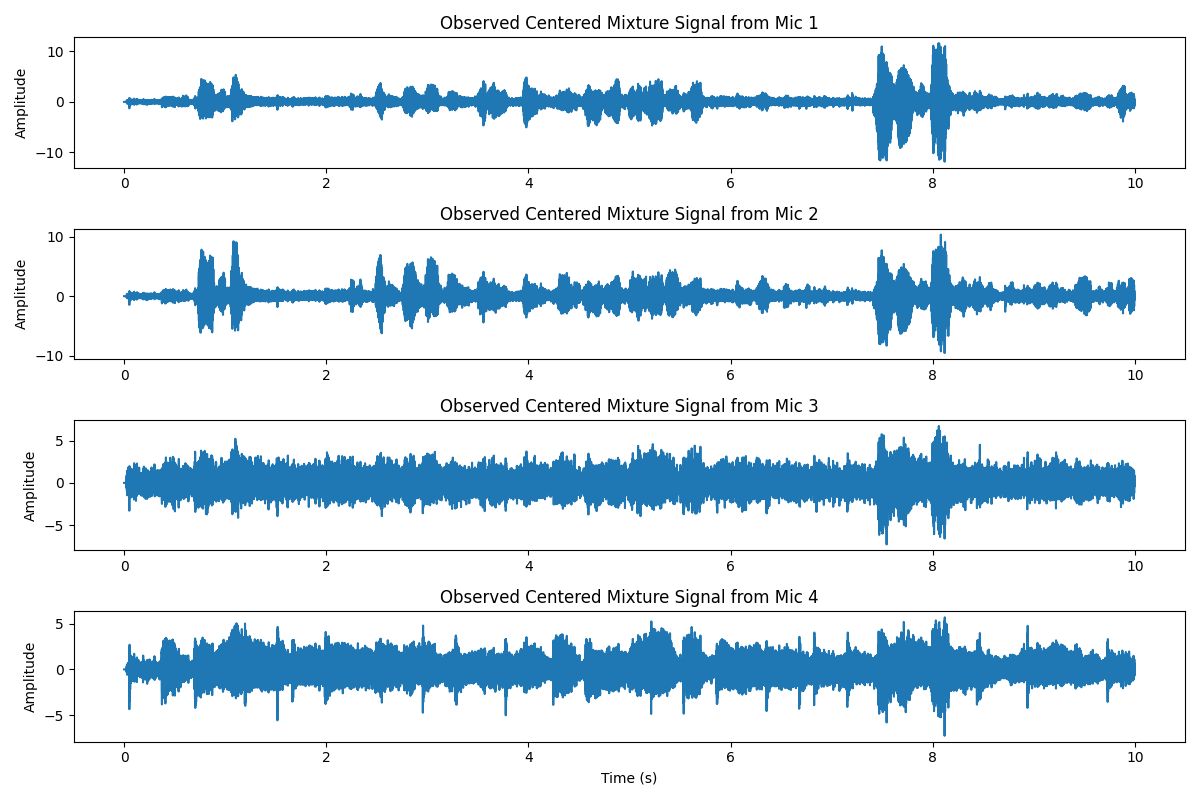 Observed Centered Mixture Signal from Mic 1
10
0
−10
Amplitude
0 2 4 6 8 10
Observed Centered Mixture Signal from Mic 2
10
0
−10
Amplitude
0 2 4 6 8 10
Observed Centered Mixture Signal from Mic 3
5
0
−5
Amplitude
0 2 4 6 8 10
Observed Centered Mixture Signal from Mic 4
5
0
−5
Amplitude
0 2 4 6 8 10
Time (s)